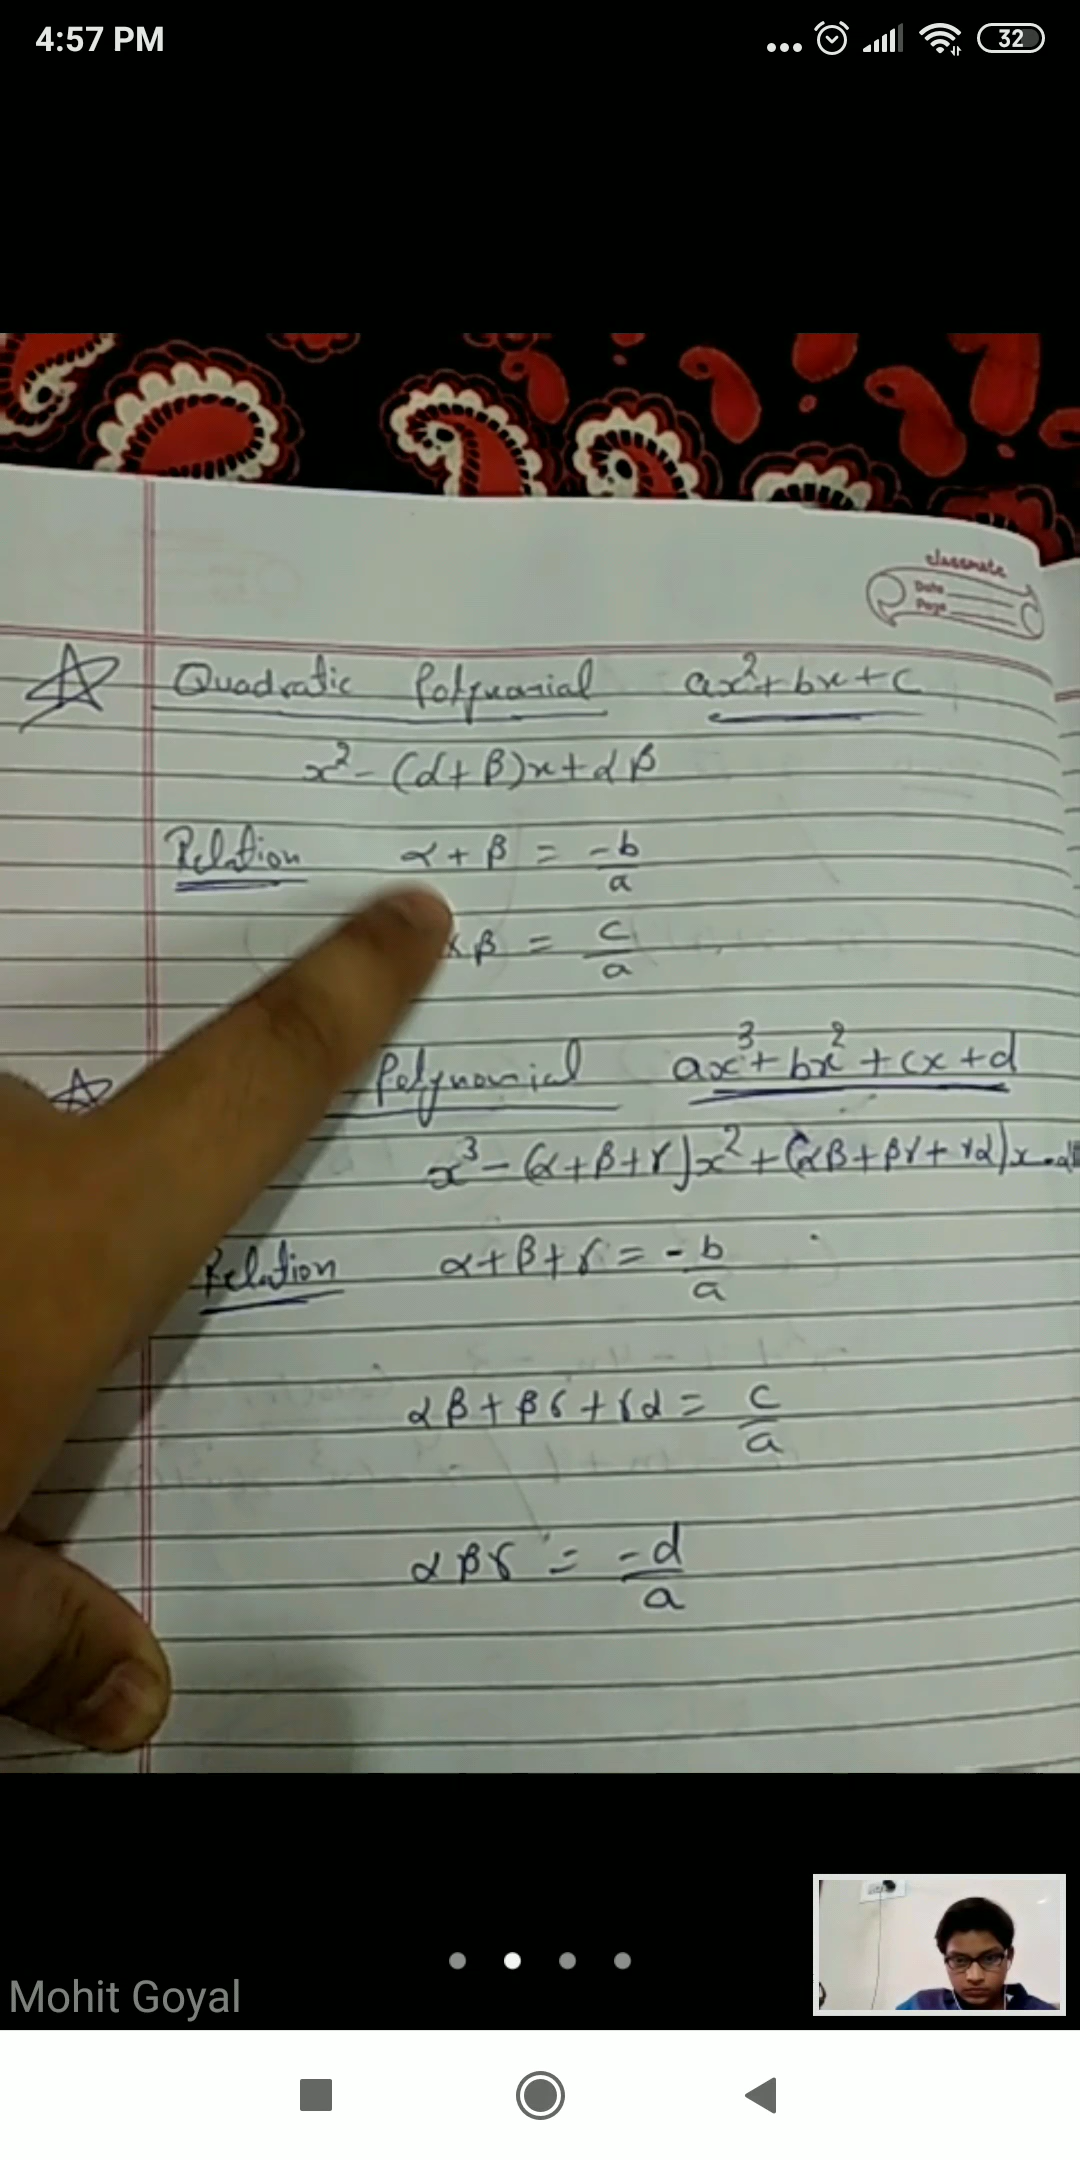 4:57 PM
32
classmate
Date
Page
Quadratic Polynomial ax²+bx+c
x²-(α+β)x+αβ
Relation α+β = -b/a
β = c/a
Polynomial ax³+bx²+cx+d
x³-(α+β+γ)x²+(αβ+βγ+γα)x-α
Relation α+β+γ = -b/a
αβ+βγ+γα = c/a
αβγ = -d/a
Mohit Goyal